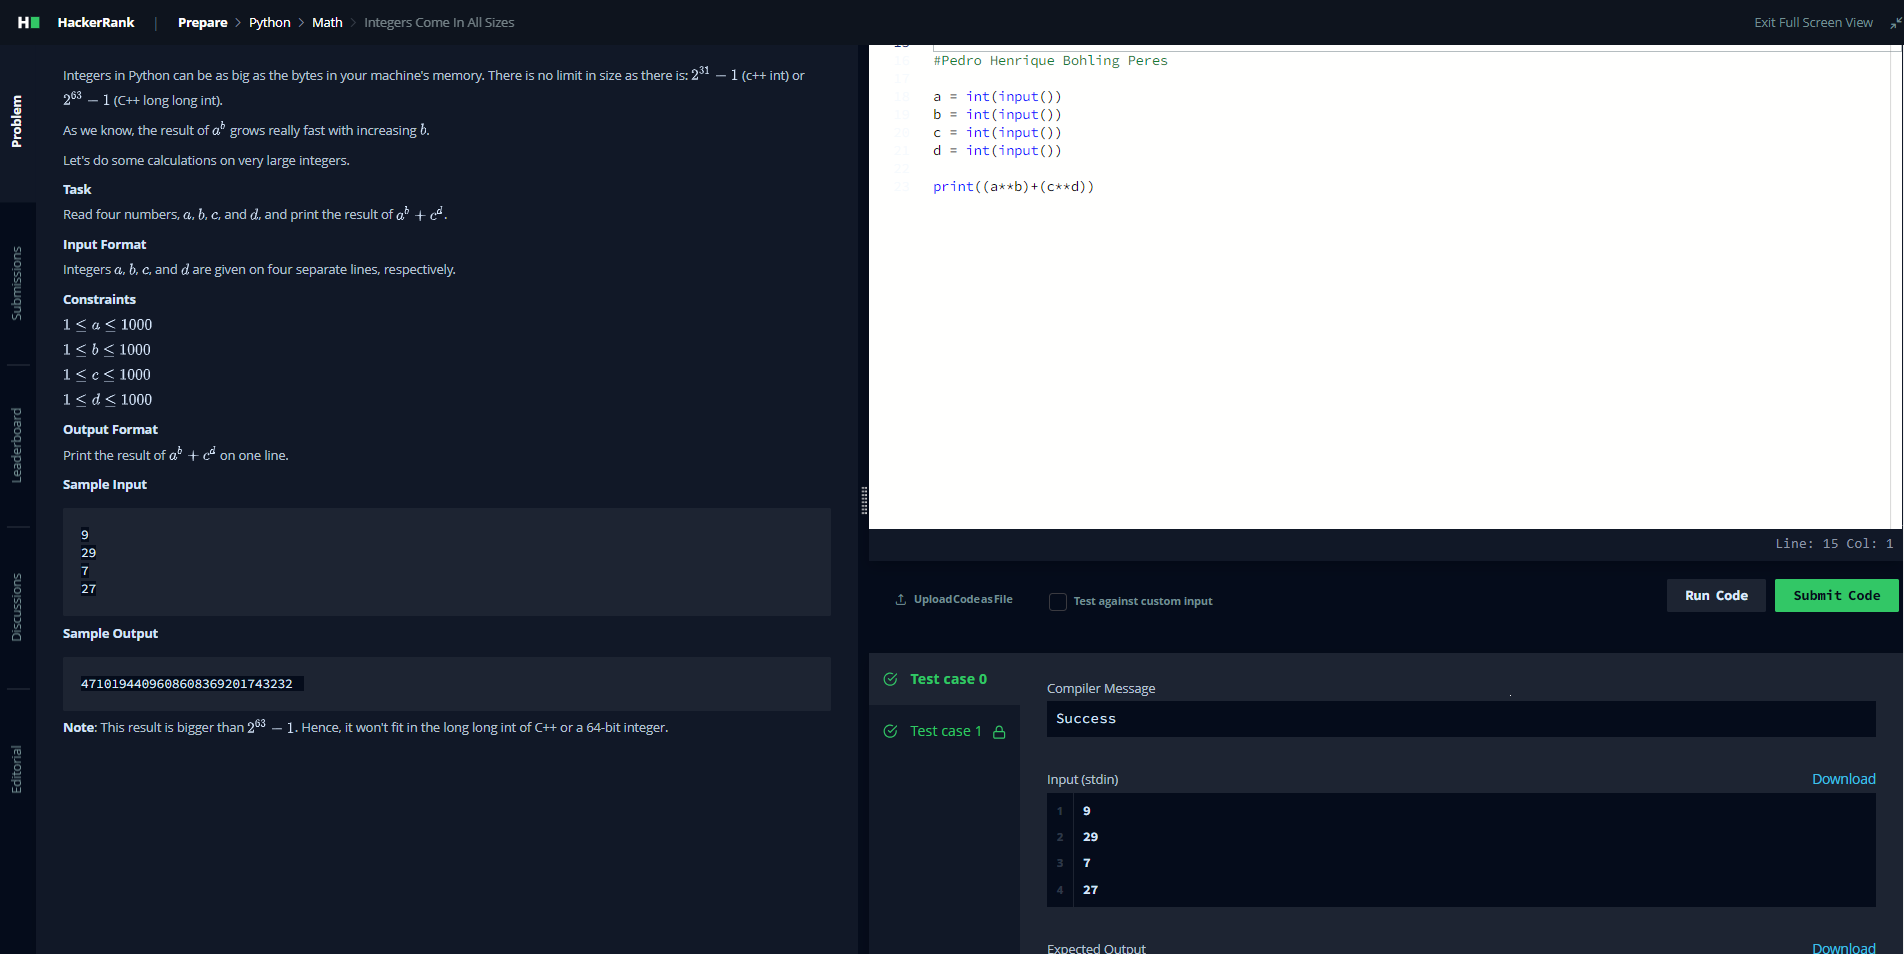 H HackerRank | Prepare > Python > Math > Integers Come In All Sizes
Exit Full Screen View
Problem
Submissions
Leaderboard
Discussions
Editorial
Integers in Python can be as big as the bytes in your machine's memory. There is no limit in size as there is: 2^31 − 1 (c++ int) or
2^63 − 1 (C++ long long int).
As we know, the result of a^b grows really fast with increasing b.
Let's do some calculations on very large integers.
Task
Read four numbers, a, b, c, and d, and print the result of a^b + c^d.
Input Format
Integers a, b, c, and d are given on four separate lines, respectively.
Constraints
1 ≤ a ≤ 1000
1 ≤ b ≤ 1000
1 ≤ c ≤ 1000
1 ≤ d ≤ 1000
Output Format
Print the result of a^b + c^d on one line.
Sample Input
9
29
7
27
Sample Output
4710194409608608369201743232
Note: This result is bigger than 2^63 − 1. Hence, it won't fit in the long long int of C++ or a 64-bit integer.
#Pedro Henrique Bohling Peres
a = int(input())
b = int(input())
c = int(input())
d = int(input())
print((a**b)+(c**d))
Line: 15 Col: 1
Upload Code as File
Test against custom input
Run Code
Submit Code
Test case 0
Test case 1
Compiler Message
Success
Input (stdin)
Download
1 9
2 29
3 7
4 27
Expected Output
Download